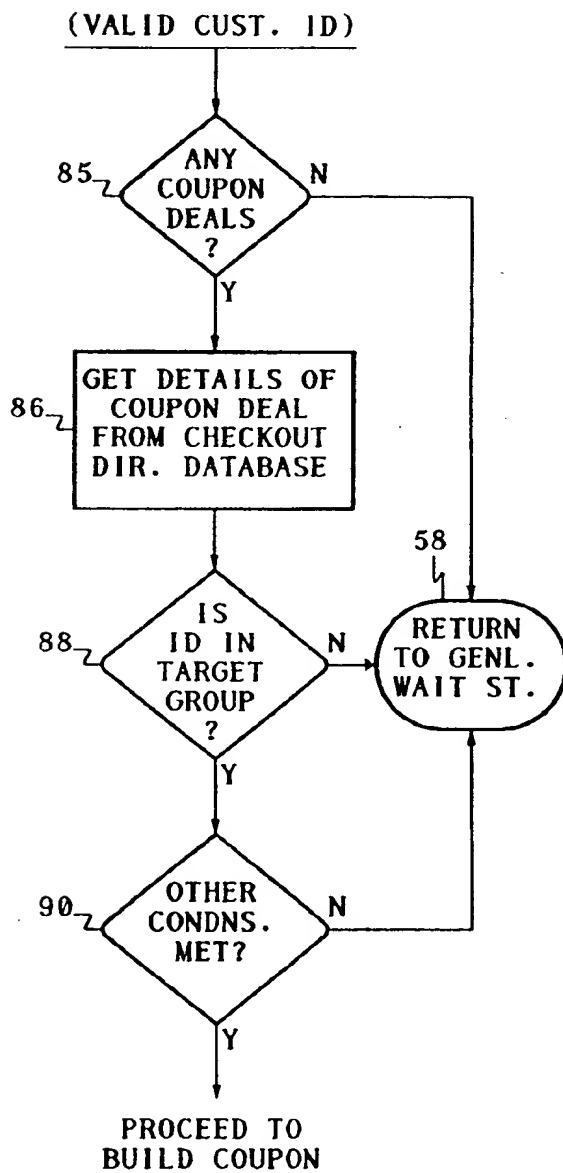 (VALID CUST. ID)
85
ANY
COUPON
DEALS
?
N
Y
86
GET DETAILS OF
COUPON DEAL
FROM CHECKOUT
DIR. DATABASE
58
RETURN
TO GENL.
WAIT ST.
88
IS
ID IN
TARGET
GROUP
?
N
Y
90
OTHER
CONDNS.
MET?
N
Y
PROCEED TO
BUILD COUPON